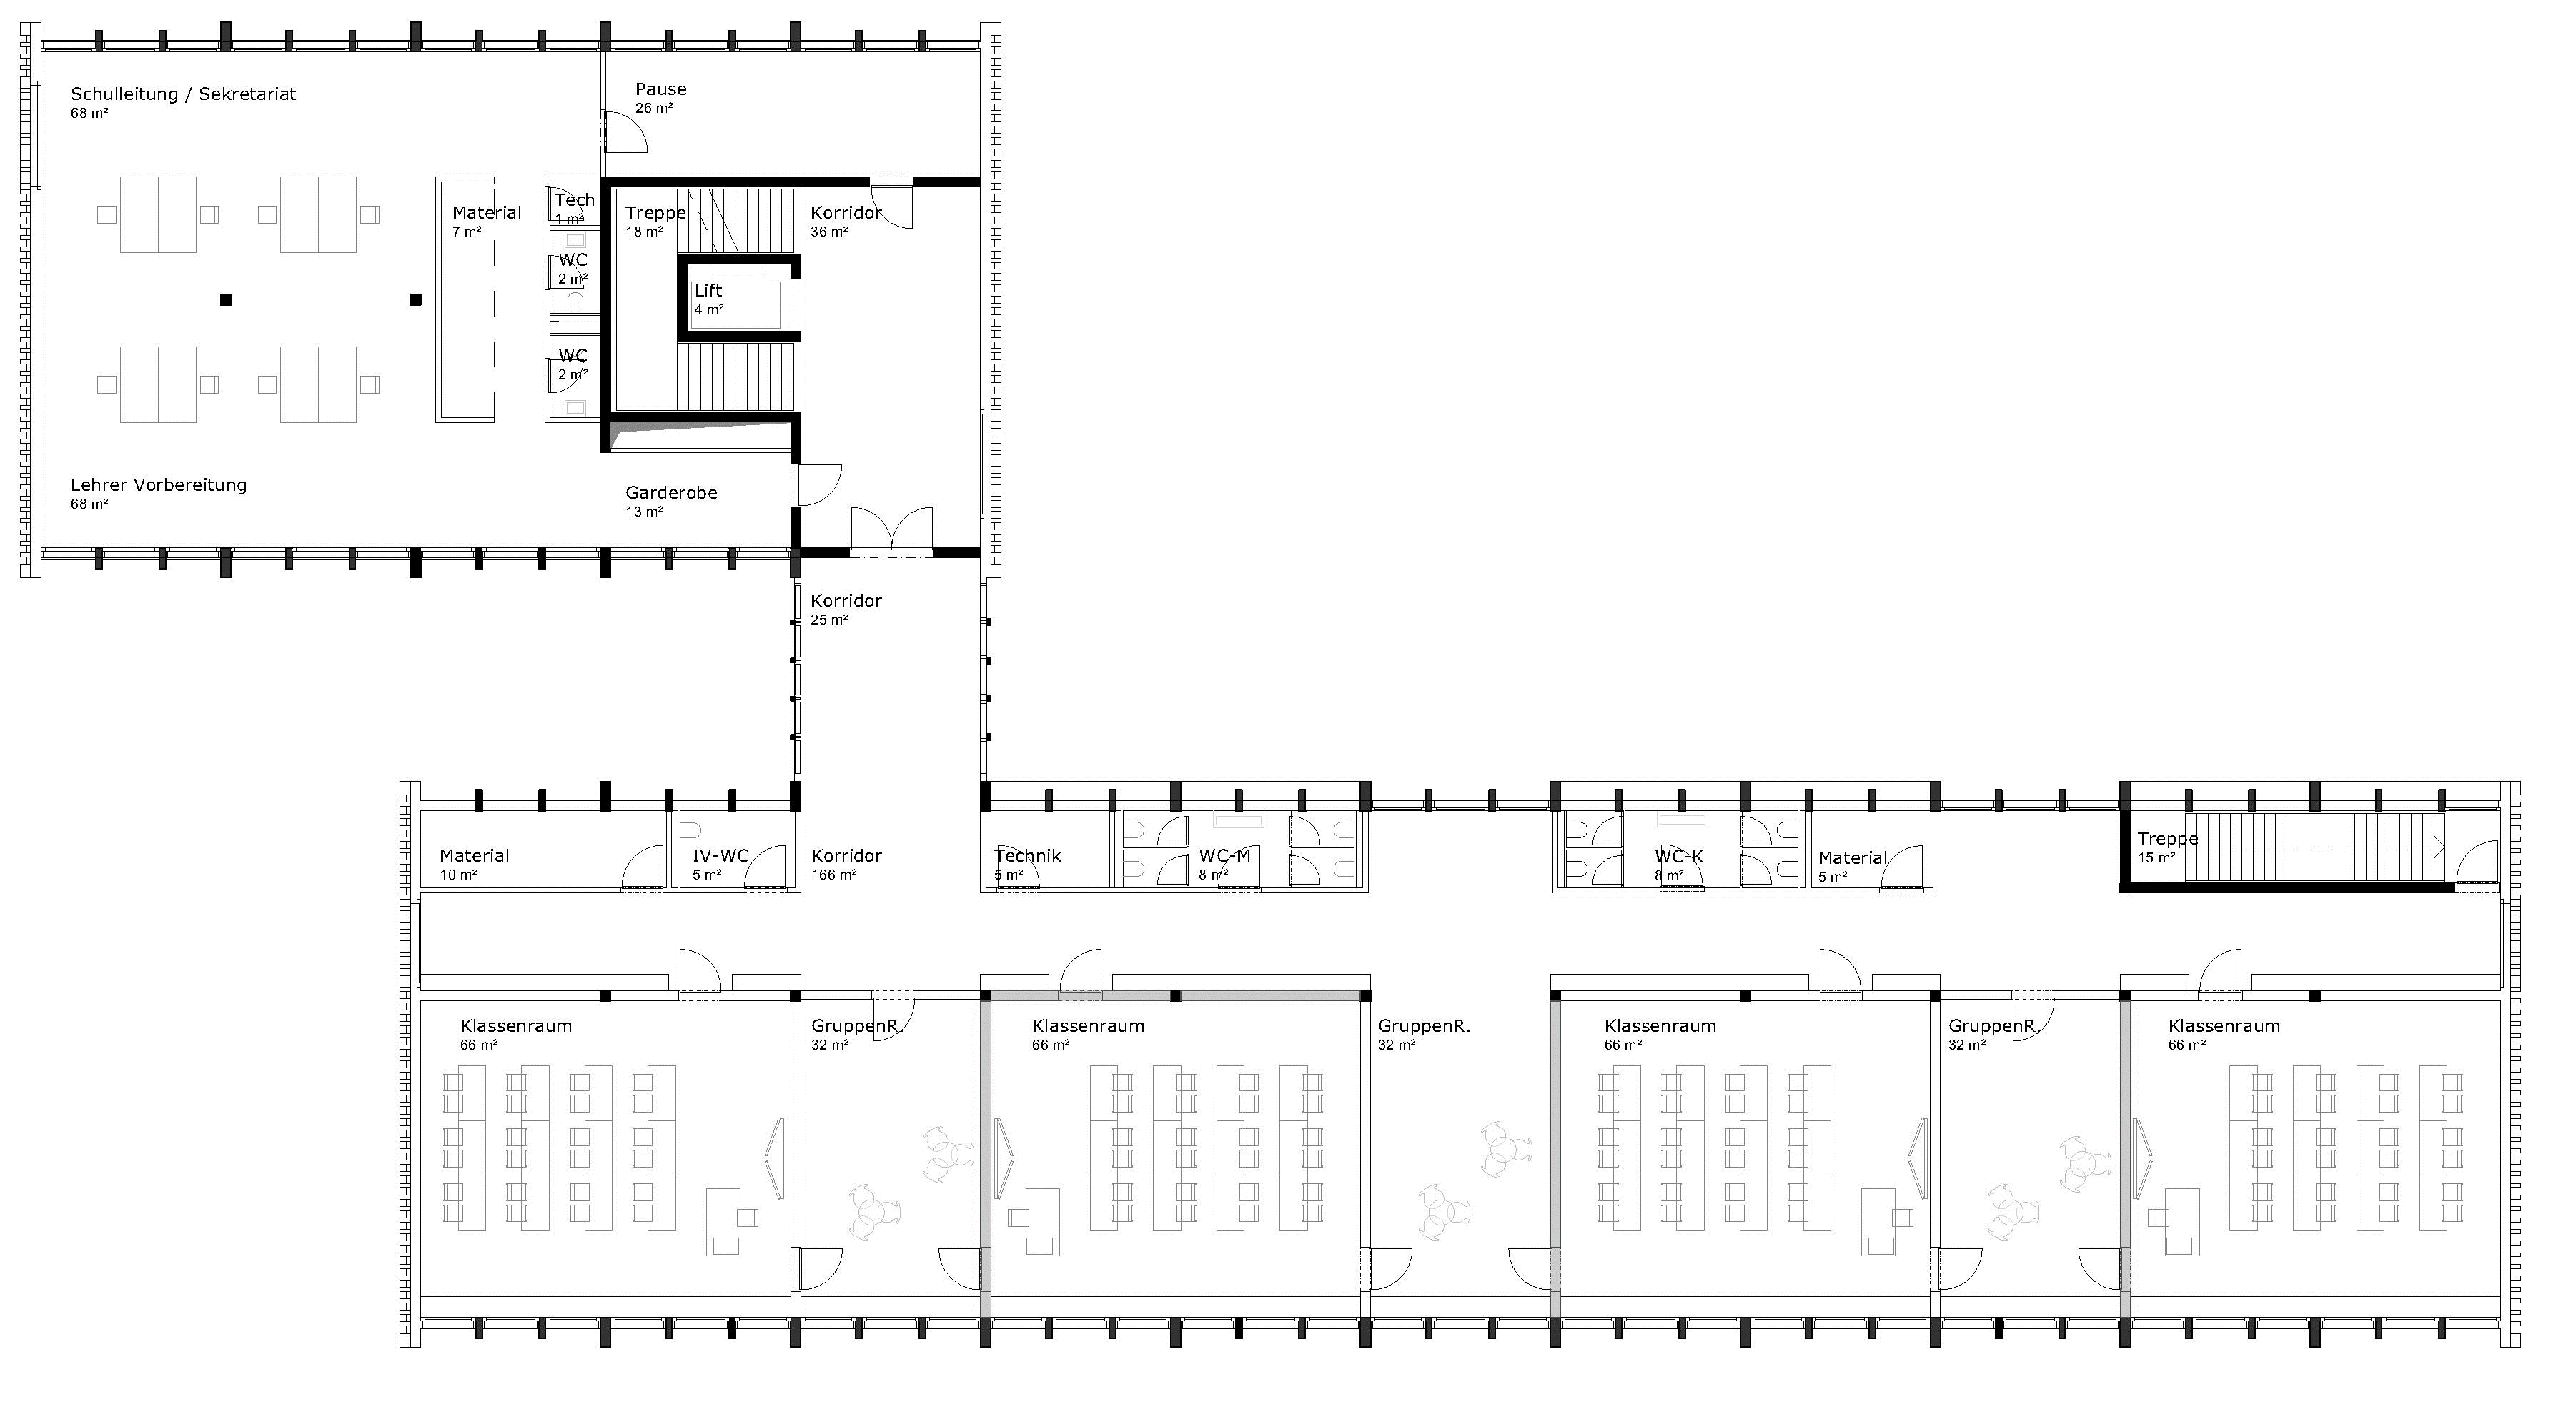 Schulleitung / Sekretariat
68 m²
Pause
26 m²
Material
7 m²
Tech
1 m²
Treppe
18 m²
Korridor
36 m²
WC
2 m²
Lift
4 m²
WC
2 m²
Lehrer Vorbereitung
68 m²
Garderobe
13 m²
Korridor
25 m²
Material
10 m²
IV-WC
5 m²
Korridor
166 m²
Technik
5 m²
WC-M
8 m²
WC-K
8 m²
Material
5 m²
Treppe
15 m²
Klassenraum
66 m²
GruppenR.
32 m²
Klassenraum
66 m²
GruppenR.
32 m²
Klassenraum
66 m²
GruppenR.
32 m²
Klassenraum
66 m²